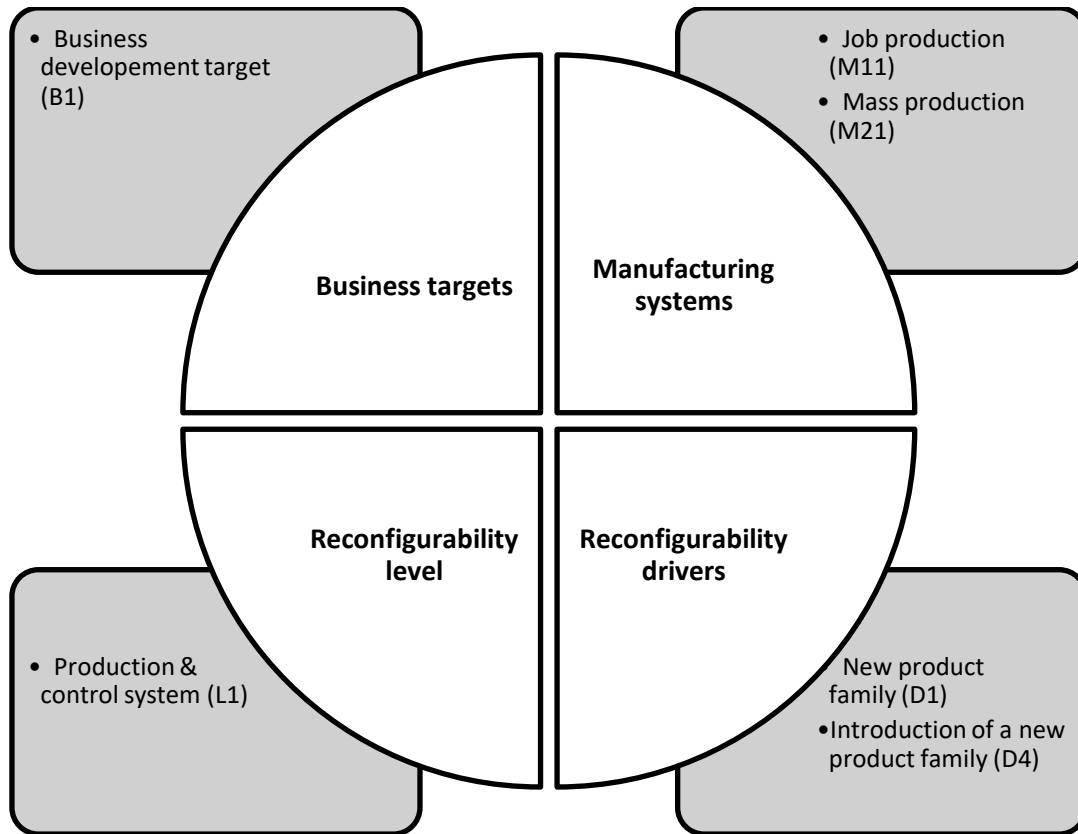 • Business
developement target
(B1)
• Job production
(M11)
• Mass production
(M21)
Business targets
Manufacturing
systems
Reconfigurability
level
Reconfigurability
drivers
• Production &
control system (L1)
New product
family (D1)
•Introduction of a new
product family (D4)